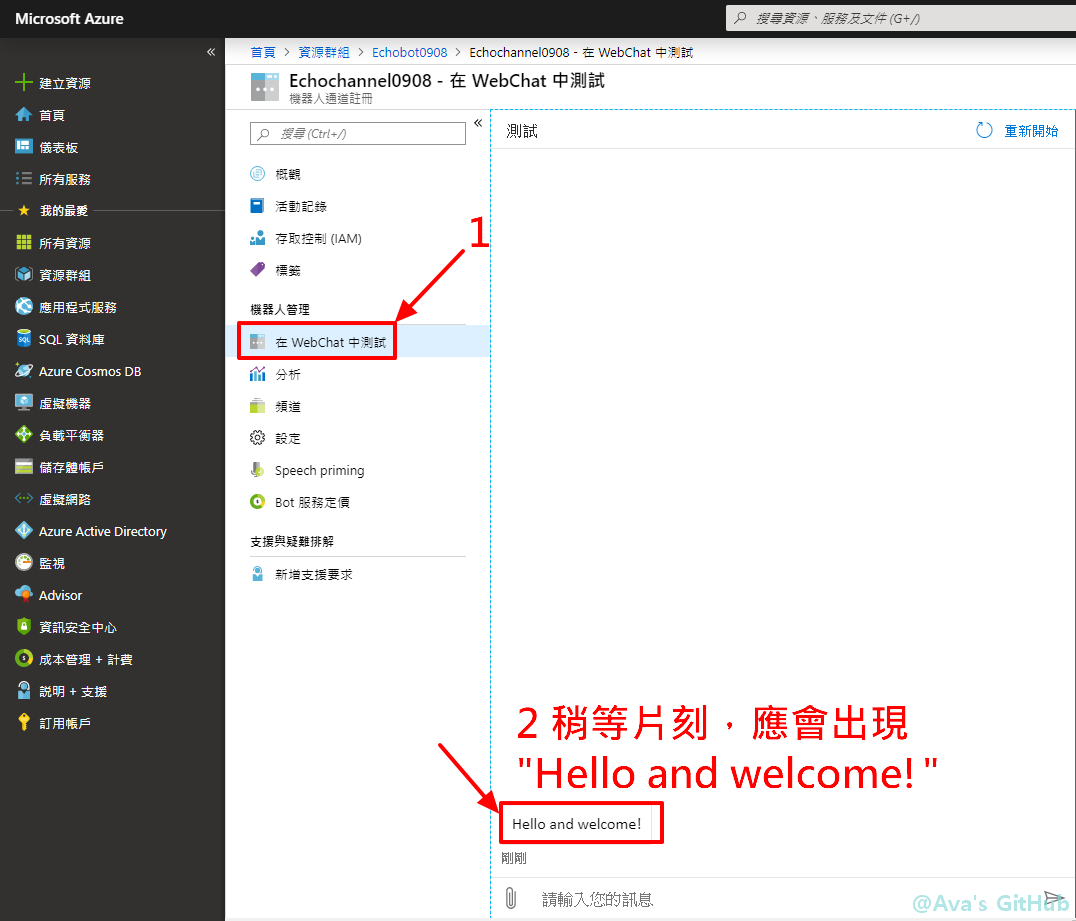 Microsoft Azure
搜尋資源、服務及文件 (G+/)
建立資源
首頁
儀表板
所有服務
我的最愛
所有資源
資源群組
應用程式服務
SQL 資料庫
Azure Cosmos DB
虛擬機器
負載平衡器
儲存體帳戶
虛擬網路
Azure Active Directory
監視
Advisor
資訊安全中心
成本管理 + 計費
說明 + 支援
訂用帳戶
首頁 > 資源群組 > Echobot0908 > Echochannel0908 - 在 WebChat 中測試
Echochannel0908 - 在 WebChat 中測試
機器人通道註冊
搜尋 (Ctrl+/)
概觀
活動記錄
存取控制 (IAM)
標籤
機器人管理
在 WebChat 中測試
分析
頻道
設定
Speech priming
Bot 服務定價
支援與疑難排解
新增支援要求
1
測試
重新開始
2 稍等片刻，應會出現
"Hello and welcome! "
Hello and welcome!
剛剛
請輸入您的訊息
@Ava's GitHub